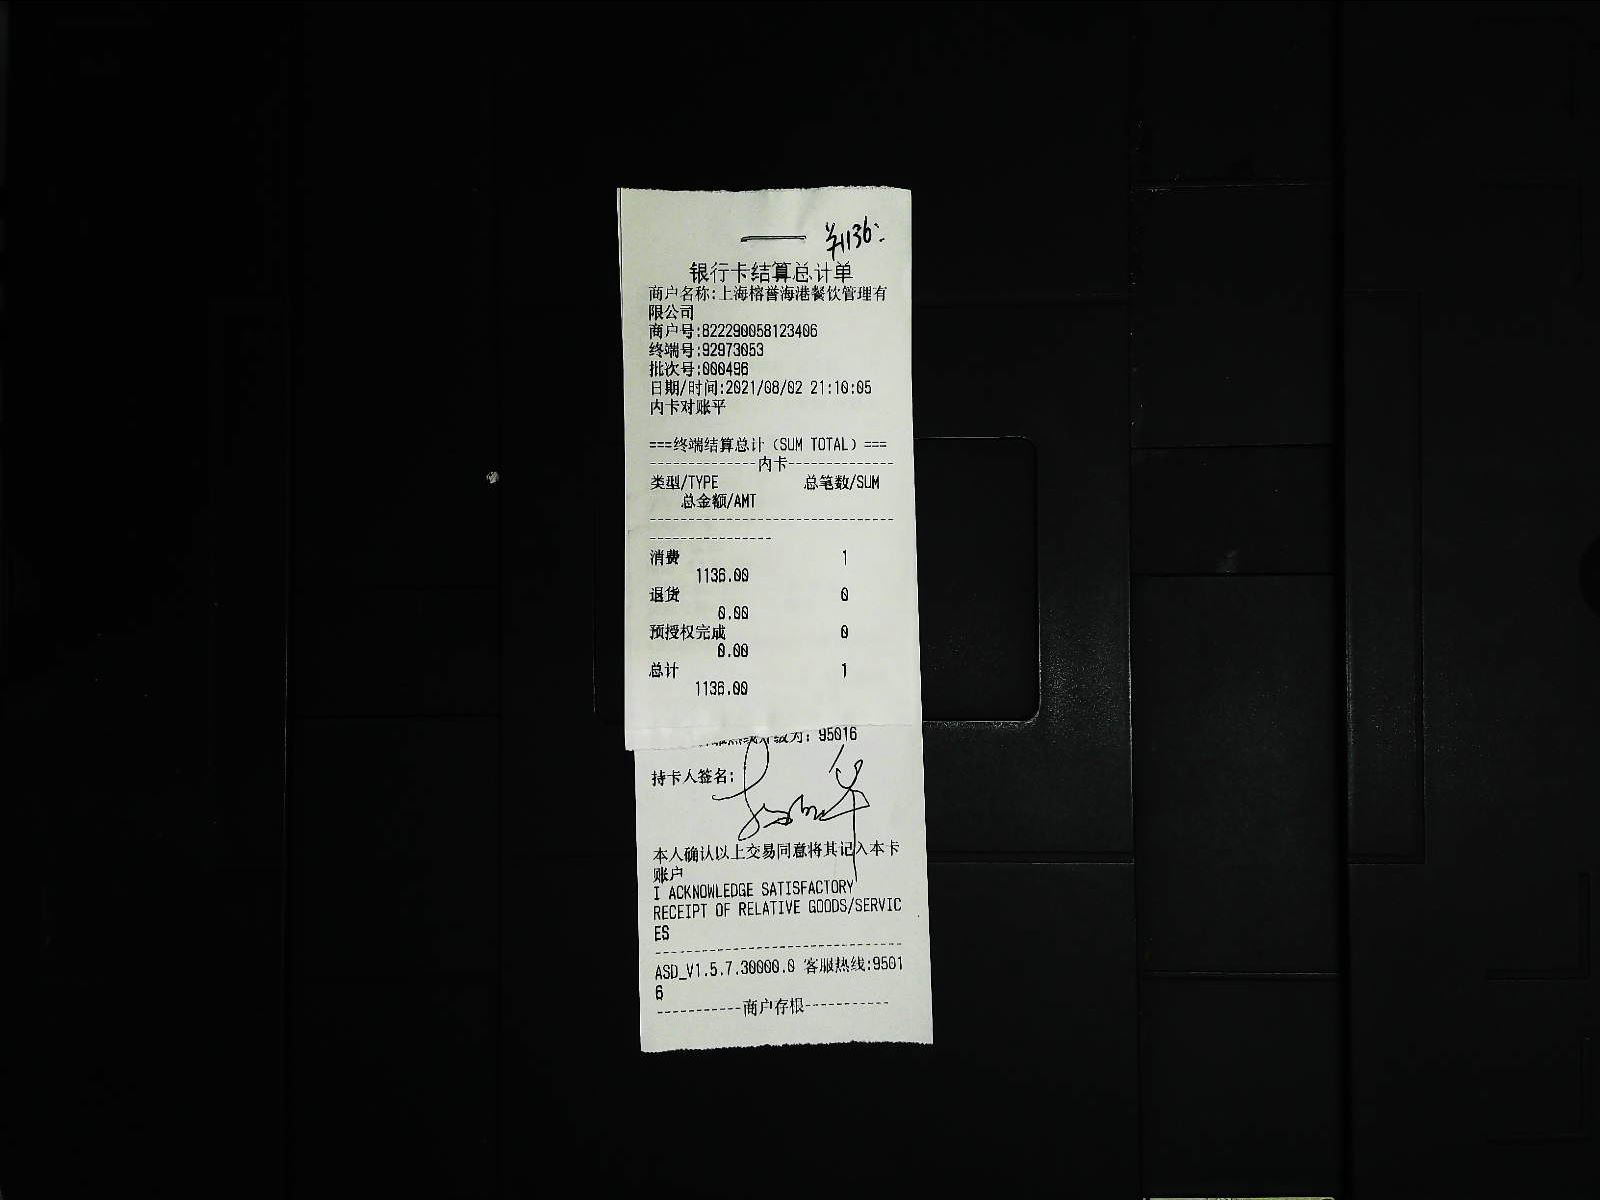 ¥1136.-
银行卡结算总计单
商户名称:上海榕誉海港餐饮管理有
限公司
商户号:822290058123406
终端号:92973053
批次号:000496
日期/时间:2021/08/02 21:10:05
内卡对账平
===终端结算总计（SUM TOTAL）===
--------------内卡--------------
类型/TYPE 总笔数/SUM
总金额/AMT
--------------------------------
----------------
消费 1
1136.00
退货 0
0.00
预授权完成 0
0.00
总计 1
1136.00
级为: 95016
持卡人签名:
本人确认以上交易同意将其记入本卡
账户
I ACKNOWLEDGE SATISFACTORY
RECEIPT OF RELATIVE GOODS/SERVIC
ES
--------------------------------
ASD_V1.5.7.30000.0 客服热线:9501
6
-----------商户存根-----------